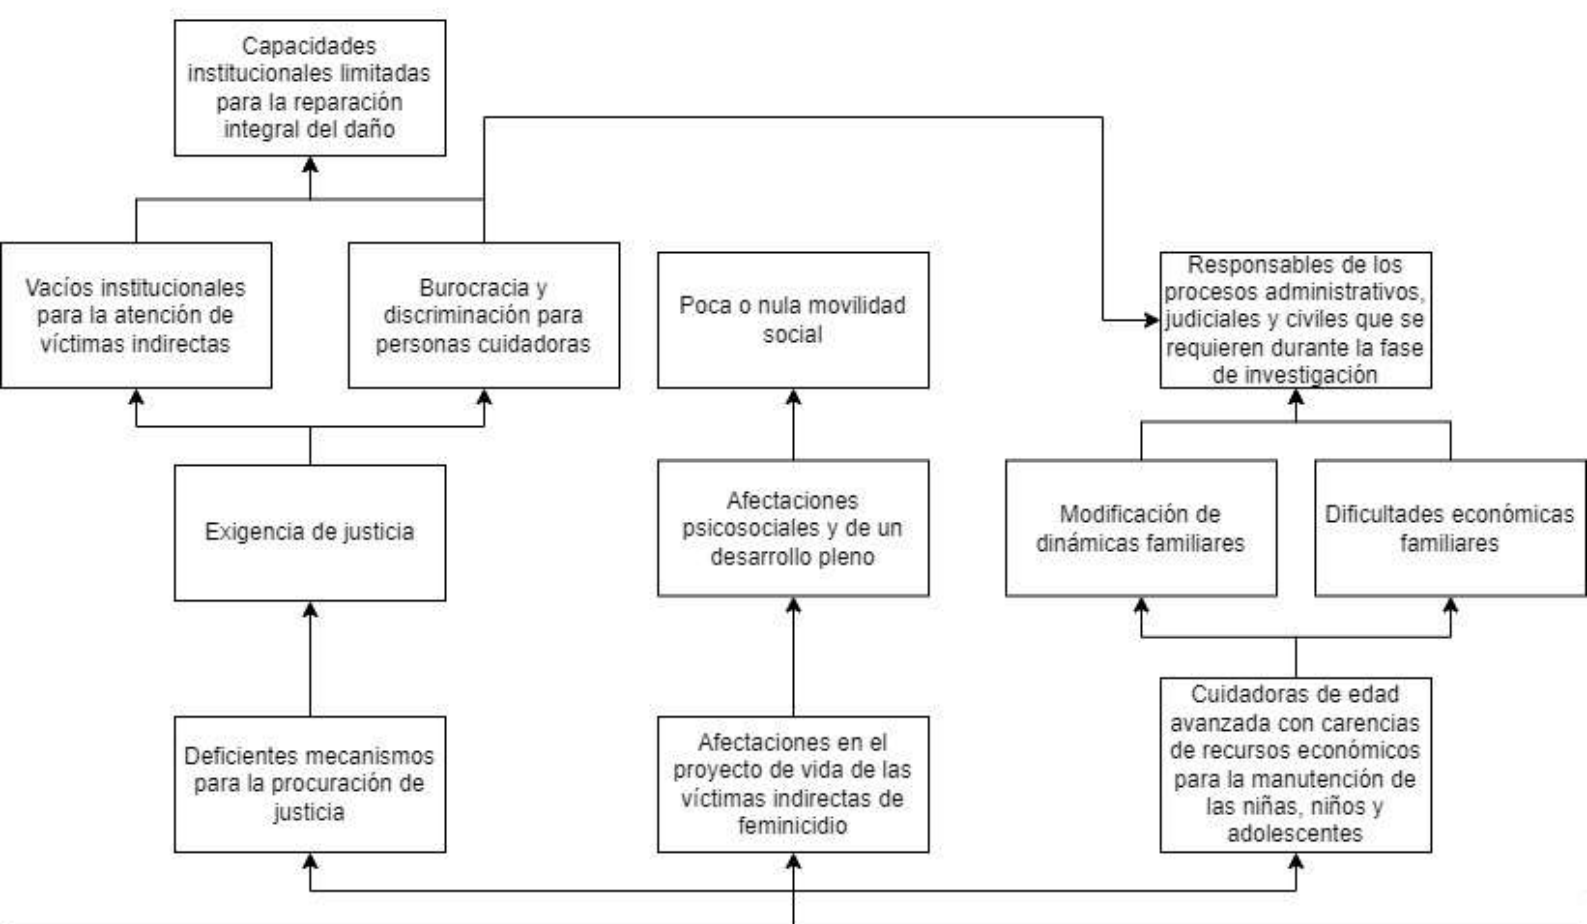 Capacidades
institucionales limitadas
para la reparación
integral del daño
Vacíos institucionales
para la atención de
víctimas indirectas
Burocracia y
discriminación para
personas cuidadoras
Poca o nula movilidad
social
Responsables de los
procesos administrativos,
judiciales y civiles que se
requieren durante la fase
de investigación
Exigencia de justicia
Afectaciones
psicosociales y de un
desarrollo pleno
Modificación de
dinámicas familiares
Dificultades económicas
familiares
Deficientes mecanismos
para la procuración de
justicia
Afectaciones en el
proyecto de vida de las
víctimas indirectas de
feminicidio
Cuidadoras de edad
avanzada con carencias
de recursos económicos
para la manutención de
las niñas, niños y
adolescentes